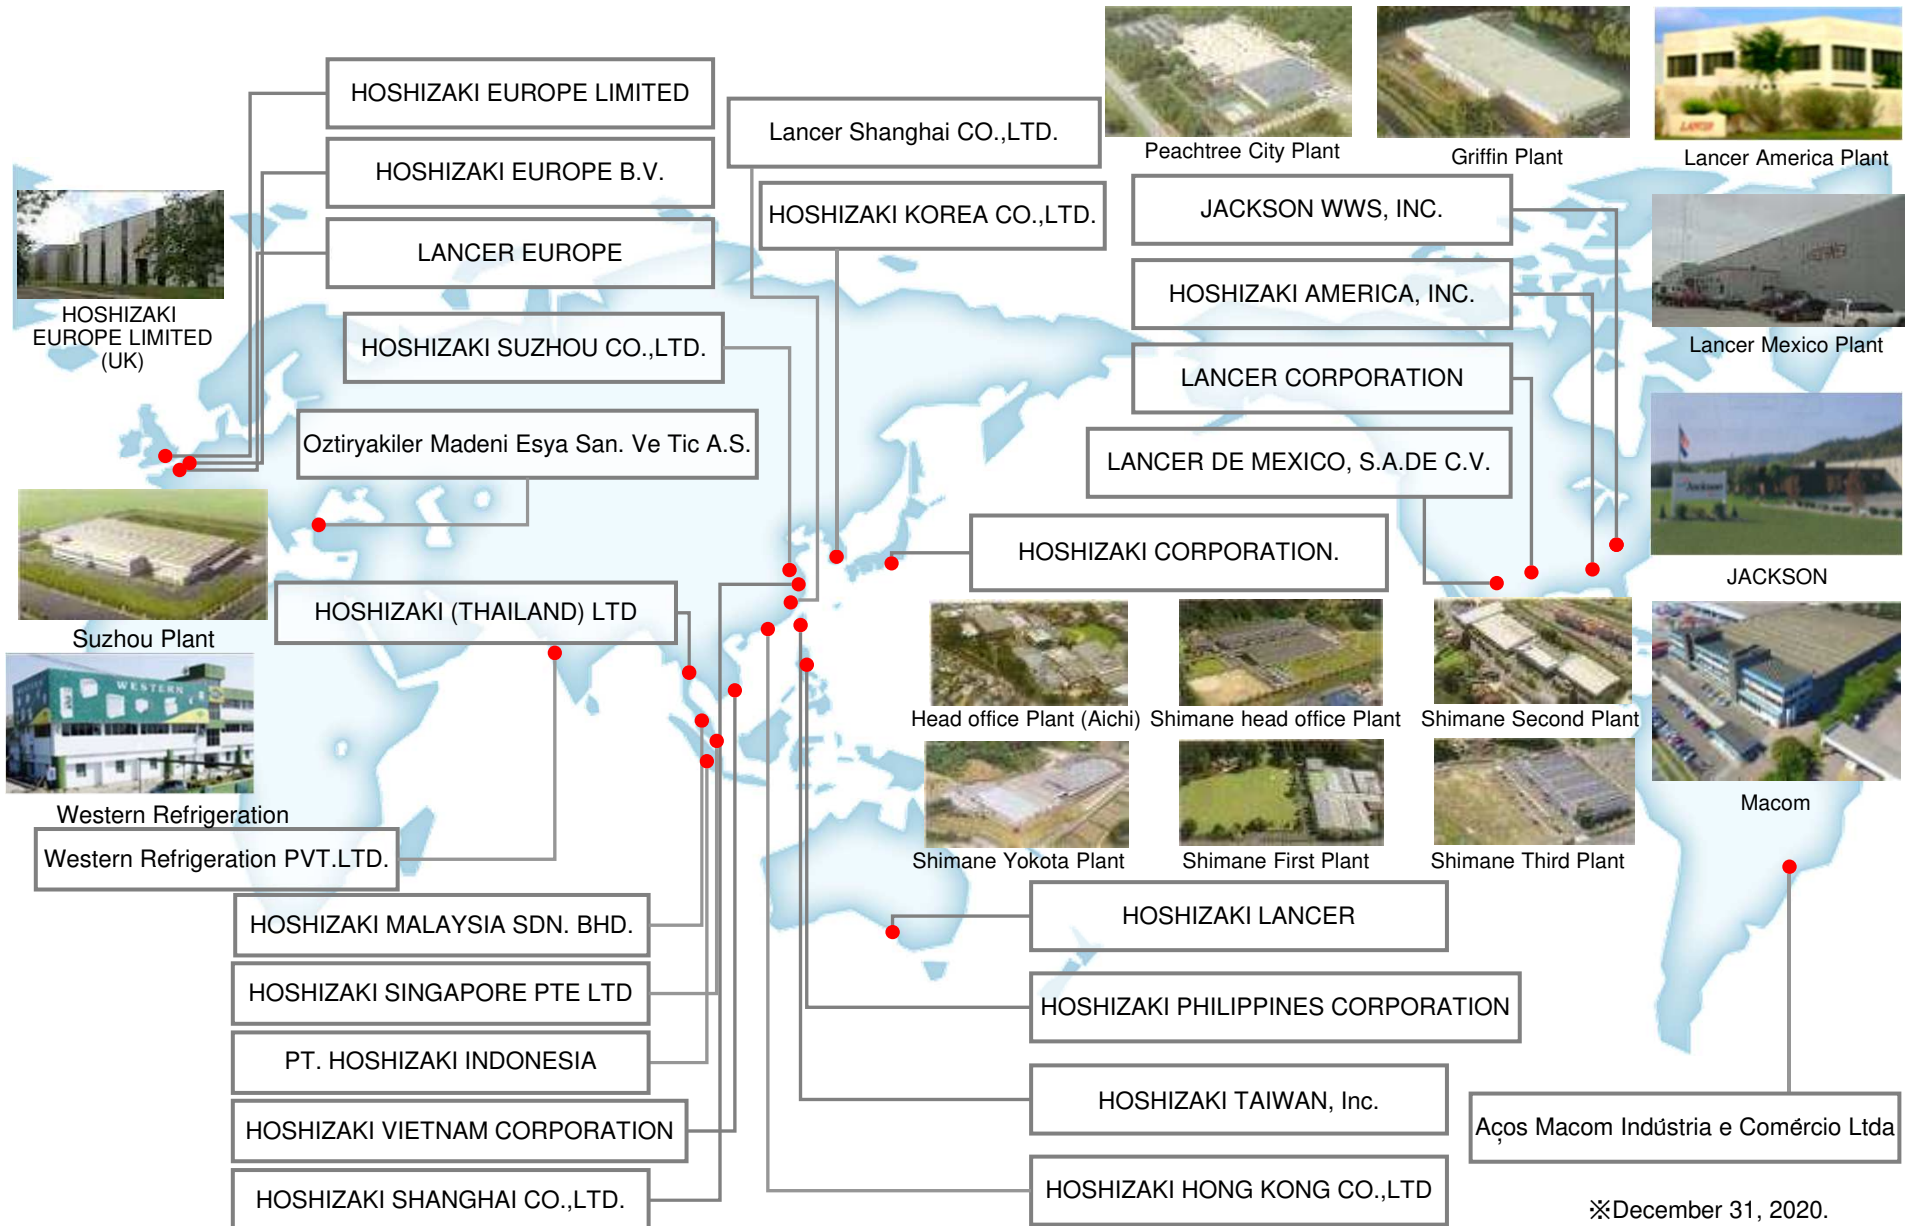 HOSHIZAKI EUROPE LIMITED
HOSHIZAKI EUROPE B.V.
LANCER EUROPE
HOSHIZAKI SUZHOU CO.,LTD.
Oztiryakiler Madeni Esya San. Ve Tic A.S.
HOSHIZAKI (THAILAND) LTD
Lancer Shanghai CO.,LTD.
HOSHIZAKI KOREA CO.,LTD.
Peachtree City Plant
Griffin Plant
LANCER
Lancer America Plant
JACKSON WWS, INC.
HOSHIZAKI AMERICA, INC.
LANCER CORPORATION
LANCER DE MEXICO, S.A.DE C.V.
HOSHIZAKI CORPORATION.
Lancer Mexico Plant
Jackson
JACKSON
HOSHIZAKI
EUROPE LIMITED
(UK)
Suzhou Plant
WESTERN
Western Refrigeration
Western Refrigeration PVT.LTD.
Head office Plant (Aichi)
Shimane head office Plant
Shimane Second Plant
Shimane Yokota Plant
Shimane First Plant
Shimane Third Plant
Macom
HOSHIZAKI MALAYSIA SDN. BHD.
HOSHIZAKI SINGAPORE PTE LTD
PT. HOSHIZAKI INDONESIA
HOSHIZAKI VIETNAM CORPORATION
HOSHIZAKI SHANGHAI CO.,LTD.
HOSHIZAKI LANCER
HOSHIZAKI PHILIPPINES CORPORATION
HOSHIZAKI TAIWAN, Inc.
HOSHIZAKI HONG KONG CO.,LTD
Aços Macom Indústria e Comércio Ltda
※December 31, 2020.